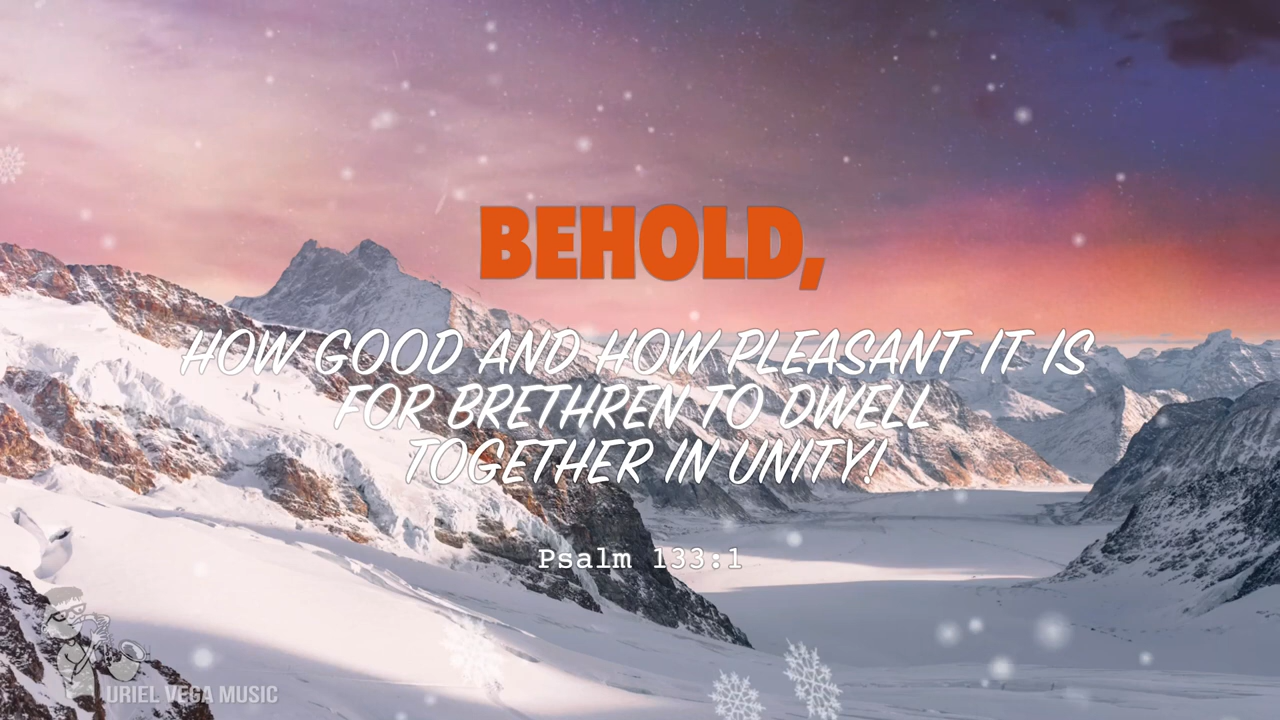 BEHOLD,
HOW GOOD AND HOW PLEASANT IT IS
FOR BRETHREN TO DWELL
TOGETHER IN UNITY!
Psalm 133:1
URIEL VEGA MUSIC